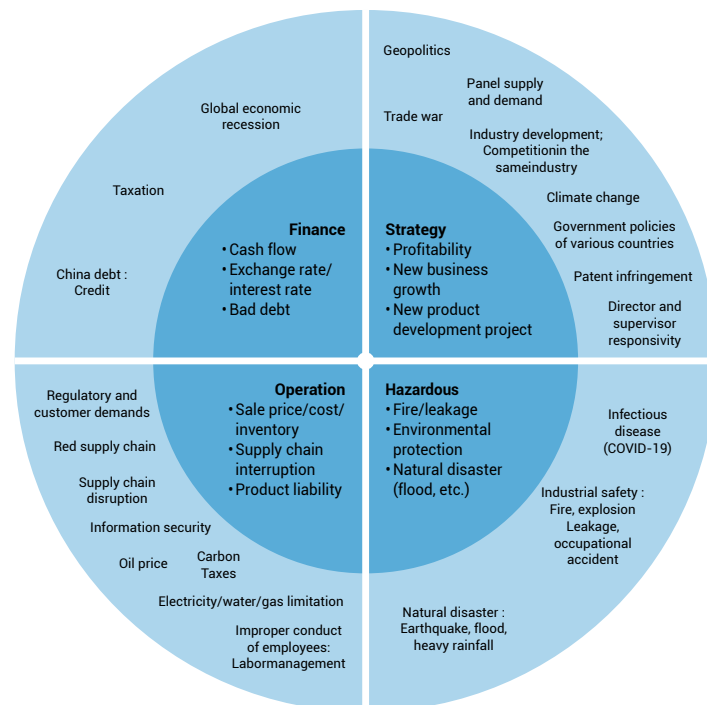 Global economic
recession
Taxation
China debt :
Credit
Finance
• Cash flow
• Exchange rate/
interest rate
• Bad debt
Geopolitics
Panel supply
and demand
Trade war
Industry development;
Competitionin the
sameindustry
Climate change
Government policies
of various countries
Patent infringement
Director and
supervisor
responsivity
Strategy
• Profitability
• New business
growth
• New product
development project
Operation
• Sale price/cost/
inventory
• Supply chain
interruption
• Product liability
Regulatory and
customer demands
Red supply chain
Supply chain
disruption
Information security
Oil price
Carbon
Taxes
Electricity/water/gas limitation
Improper conduct
of employees:
Labormanagement
Hazardous
• Fire/leakage
• Environmental
protection
• Natural disaster
(flood, etc.)
Infectious
disease
(COVID-19)
Industrial safety :
Fire, explosion
Leakage,
occupational
accident
Natural disaster :
Earthquake, flood,
heavy rainfall